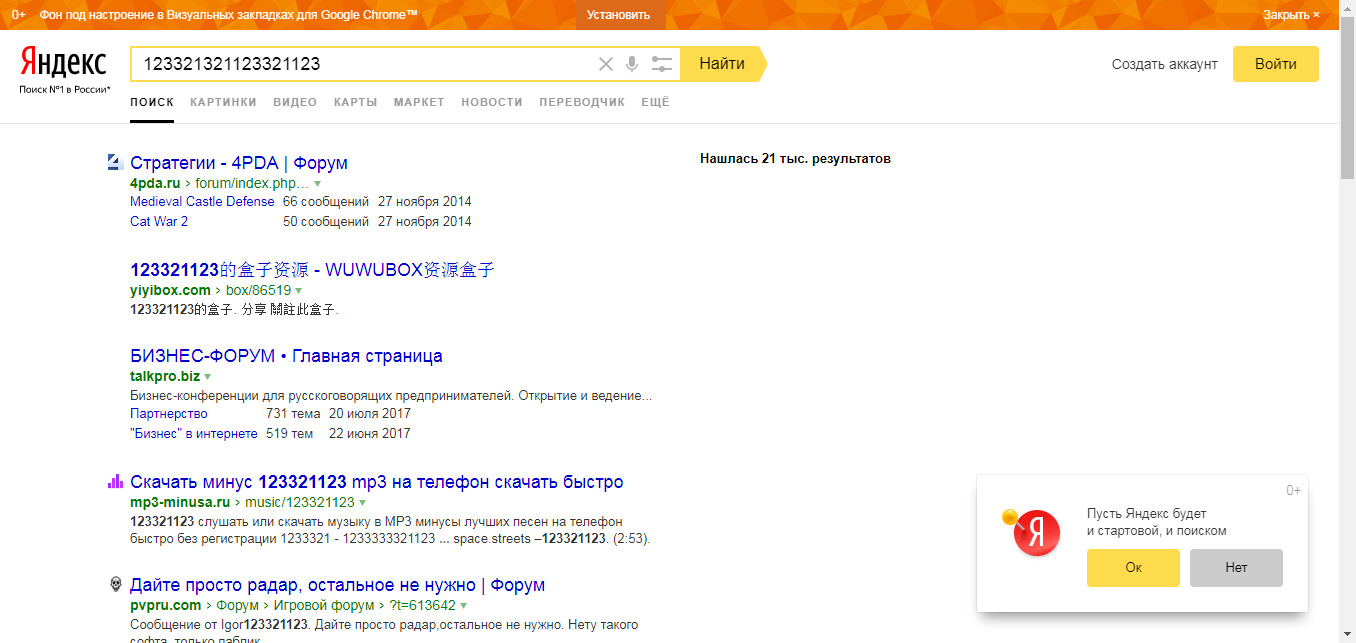 0+ Фон под настроение в Визуальных закладках для Google Chrome™ Установить Закрыть ×
Яндекс
Поиск №1 в России*
123321321123321123 Найти
Создать аккаунт Войти
ПОИСК КАРТИНКИ ВИДЕО КАРТЫ МАРКЕТ НОВОСТИ ПЕРЕВОДЧИК ЕЩЁ
Нашлась 21 тыс. результатов
Стратегии - 4PDA | Форум
4pda.ru › forum/index.php…
Medieval Castle Defense 66 сообщений 27 ноября 2014
Cat War 2 50 сообщений 27 ноября 2014
123321123的盒子资源 - WUWUBOX资源盒子
yiyibox.com › box/86519
123321123的盒子. 分享 關註此盒子.
БИЗНЕС-ФОРУМ • Главная страница
talkpro.biz
Бизнес-конференции для русскоговорящих предпринимателей. Открытие и ведение...
Партнерство 731 тема 20 июля 2017
"Бизнес" в интернете 519 тем 22 июня 2017
Скачать минус 123321123 mp3 на телефон скачать быстро
mp3-minusa.ru › music/123321123
123321123 слушать или скачать музыку в MP3 минусы лучших песен на телефон
быстро без регистрации 1233321 - 1233333321123 ... space.streets –123321123. (2:53).
Дайте просто радар, остальное не нужно | Форум
pvpru.com › Форум › Игровой форум › ?t=613642
Сообщение от Igor123321123. Дайте просто радар,остальное не нужно. Нету такого
софта, только паблик
0+
Я
Пусть Яндекс будет
и стартовой, и поиском
Ок Нет